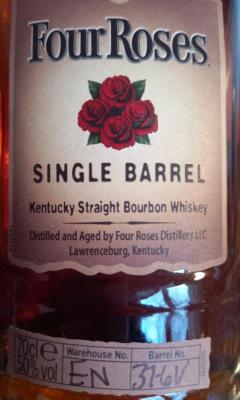 Four Roses
SINGLE BARREL
Kentucky Straight Bourbon Whiskey
Distilled and Aged by Four Roses Distillery LLC
Lawrenceburg, Kentucky
70cl e Warehouse No. Barrel No.
50%vol EN 37-6V